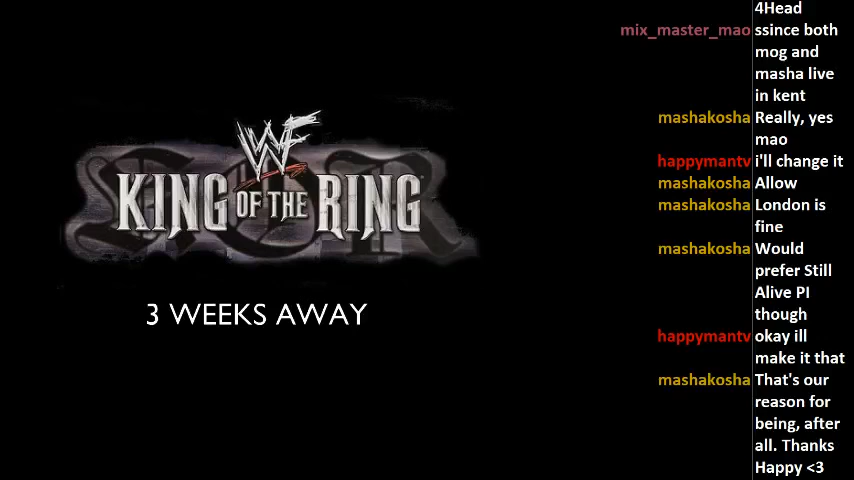 WF
KING OF THE RING
3 WEEKS AWAY
4Head
mix_master_mao ssince both
mog and
masha live
in kent
mashakosha Really, yes
mao
happymantv i'll change it
mashakosha Allow
mashakosha London is
fine
mashakosha Would
prefer Still
Alive PI
though
happymantv okay ill
make it that
mashakosha That's our
reason for
being, after
all. Thanks
Happy <3